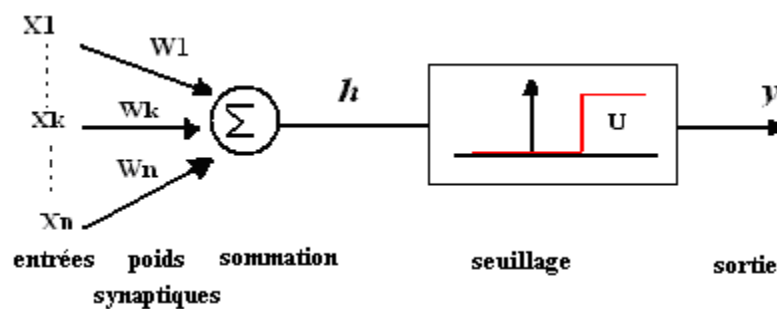 X1
W1
h
y
Xk
Wk
Σ
U
Wn
Xn
entrées
poids synaptiques
sommation
seuillage
sortie